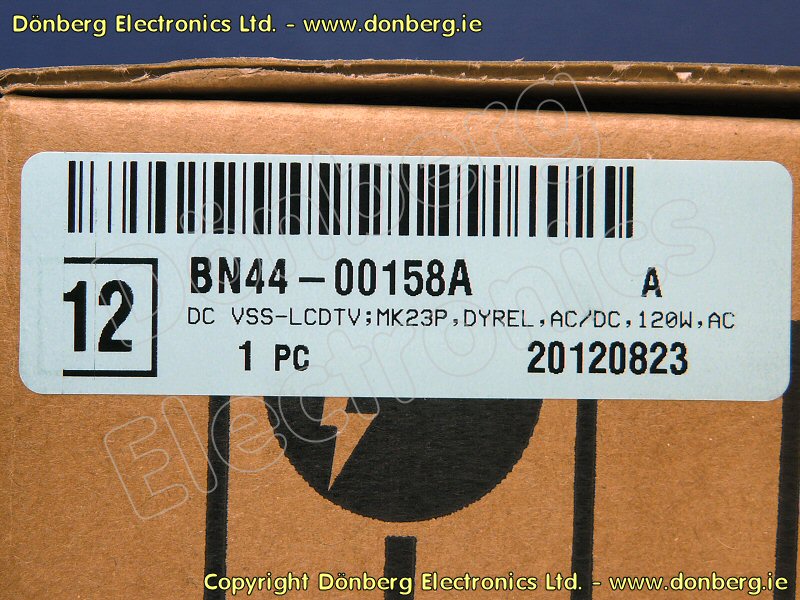 Dönberg Electronics Ltd. - www.donberg.ie
12
BN44-00158A A
DC VSS-LCDTV;MK23P,DYREL,AC/DC,120W,AC
1 PC 20120823
Dönberg
Electronics
Copyright Dönberg Electronics Ltd. - www.donberg.ie